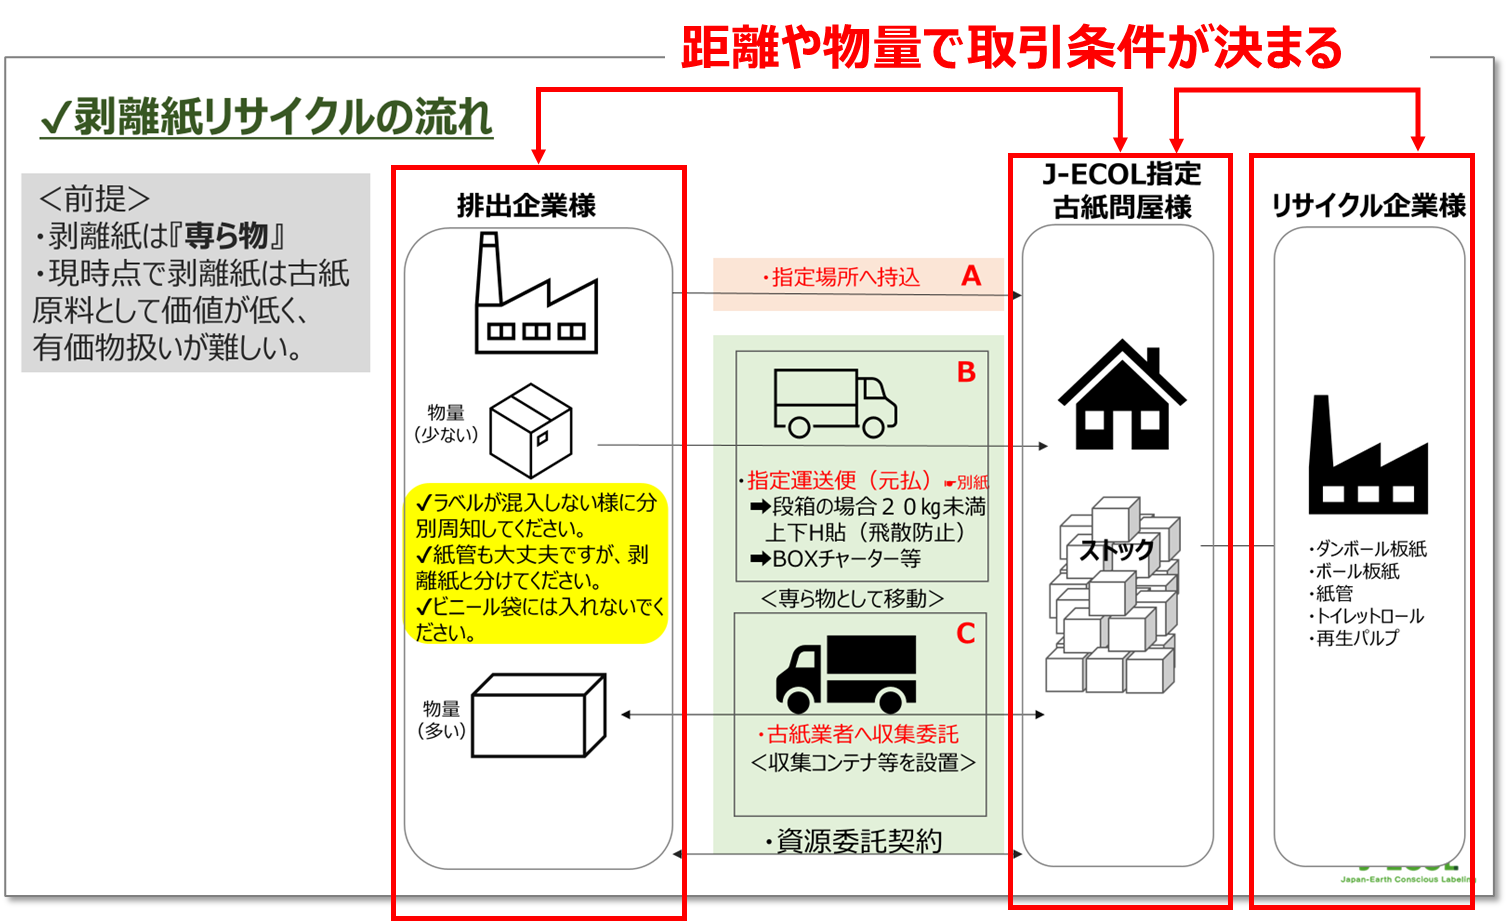 距離や物量で取引条件が決まる
✓剥離紙リサイクルの流れ
＜前提＞
・剥離紙は『専ら物』
・現時点で剥離紙は古紙
原料として価値が低く、
有価物扱いが難しい。
排出企業様
物量
（少ない）
✓ラベルが混入しない様に分
別周知してください。
✓紙管も大丈夫ですが、剥
離紙と分けてください。
✓ビニール袋には入れないでく
ださい。
物量
（多い）
・指定場所へ持込 A
B
・指定運送便（元払）☛別紙
➡段箱の場合２０㎏未満
上下H貼（飛散防止）
➡BOXチャーター等
＜専ら物として移動＞
C
・古紙業者へ収集委託
＜収集コンテナ等を設置＞
・資源委託契約
J-ECOL指定
古紙問屋様
ストック
リサイクル企業様
・ダンボール板紙
・ボール板紙
・紙管
・トイレットロール
・再生パルプ
J-ECOL
Japan-Earth Conscious Labeling